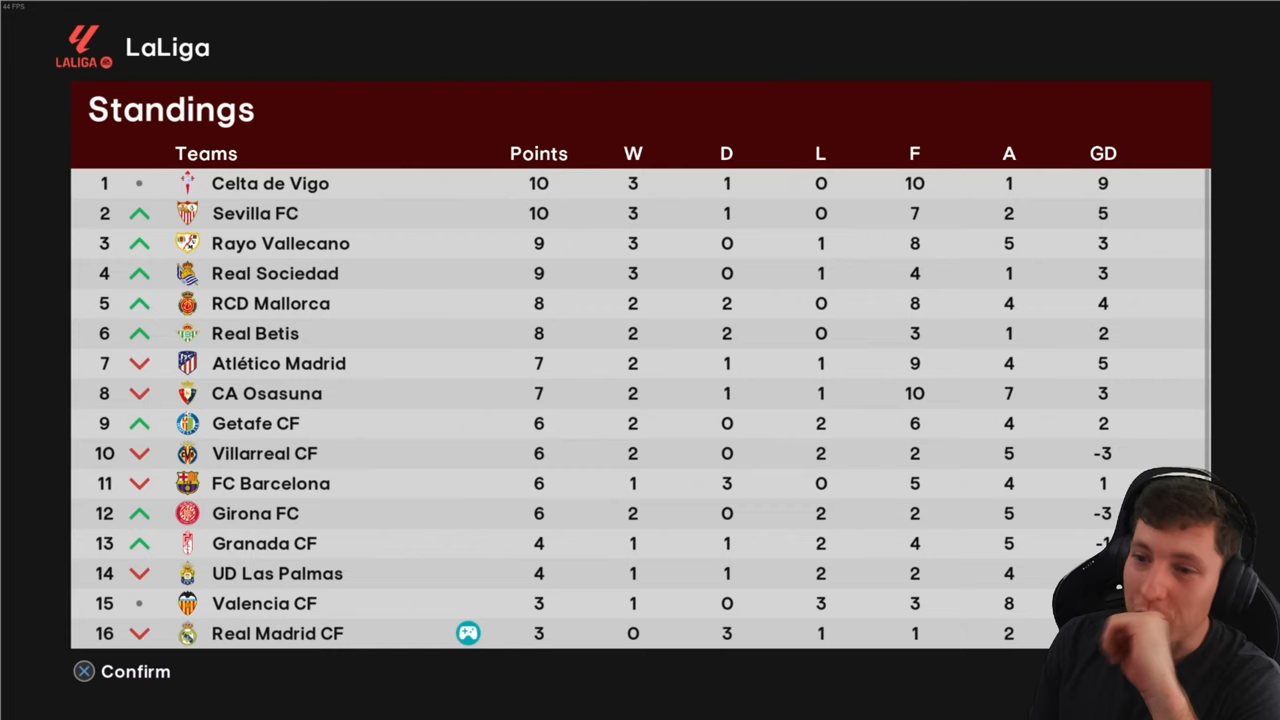 44 FPS
LALIGA EA LaLiga
Standings
Teams Points W D L F A GD
1 Celta de Vigo 10 3 1 0 10 1 9
2 Sevilla FC 10 3 1 0 7 2 5
3 Rayo Vallecano 9 3 0 1 8 5 3
4 Real Sociedad 9 3 0 1 4 1 3
5 RCD Mallorca 8 2 2 0 8 4 4
6 Real Betis 8 2 2 0 3 1 2
7 Atlético Madrid 7 2 1 1 9 4 5
8 CA Osasuna 7 2 1 1 10 7 3
9 Getafe CF 6 2 0 2 6 4 2
10 Villarreal CF 6 2 0 2 2 5 -3
11 FC Barcelona 6 1 3 0 5 4 1
12 Girona FC 6 2 0 2 2 5 -3
13 Granada CF 4 1 1 2 4 5 -1
14 UD Las Palmas 4 1 1 2 2 4
15 Valencia CF 3 1 0 3 3 8
16 Real Madrid CF 3 0 3 1 1 2
Confirm